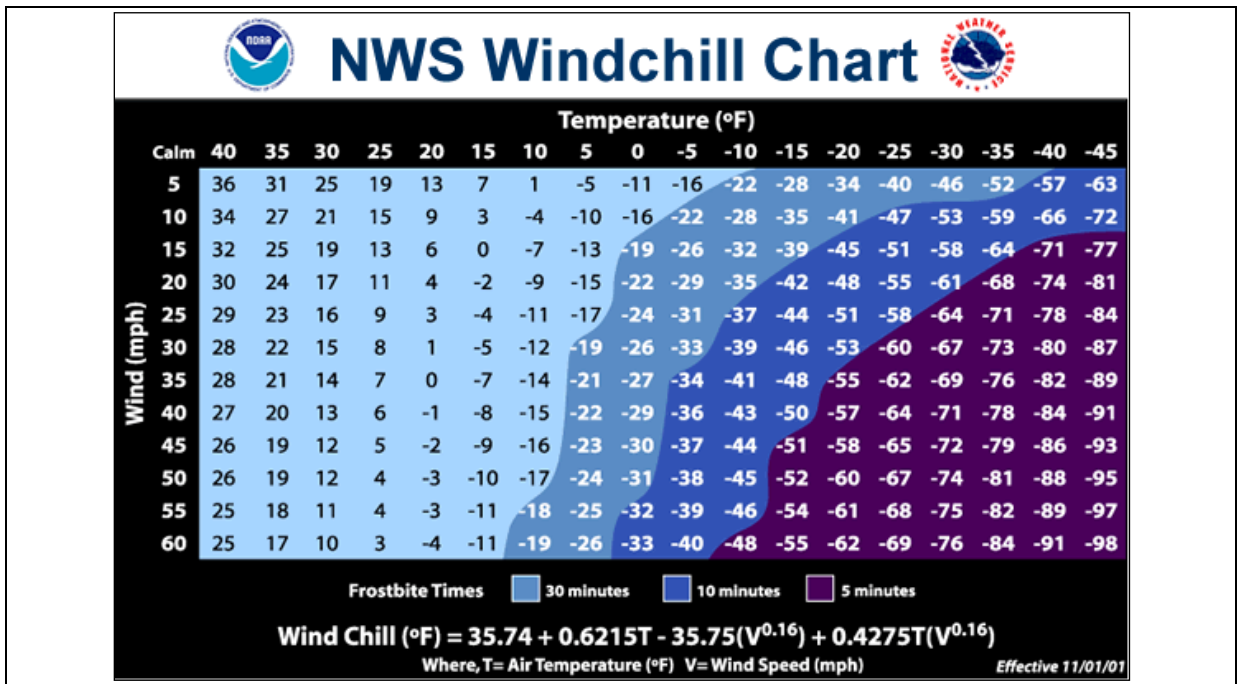 NOAA
NWS Windchill Chart
NATIONAL WEATHER SERVICE
Temperature (ºF)
Calm 40 35 30 25 20 15 10 5 0 -5 -10 -15 -20 -25 -30 -35 -40 -45
Wind (mph)
5 36 31 25 19 13 7 1 -5 -11 -16 -22 -28 -34 -40 -46 -52 -57 -63
10 34 27 21 15 9 3 -4 -10 -16 -22 -28 -35 -41 -47 -53 -59 -66 -72
15 32 25 19 13 6 0 -7 -13 -19 -26 -32 -39 -45 -51 -58 -64 -71 -77
20 30 24 17 11 4 -2 -9 -15 -22 -29 -35 -42 -48 -55 -61 -68 -74 -81
25 29 23 16 9 3 -4 -11 -17 -24 -31 -37 -44 -51 -58 -64 -71 -78 -84
30 28 22 15 8 1 -5 -12 -19 -26 -33 -39 -46 -53 -60 -67 -73 -80 -87
35 28 21 14 7 0 -7 -14 -21 -27 -34 -41 -48 -55 -62 -69 -76 -82 -89
40 27 20 13 6 -1 -8 -15 -22 -29 -36 -43 -50 -57 -64 -71 -78 -84 -91
45 26 19 12 5 -2 -9 -16 -23 -30 -37 -44 -51 -58 -65 -72 -79 -86 -93
50 26 19 12 4 -3 -10 -17 -24 -31 -38 -45 -52 -60 -67 -74 -81 -88 -95
55 25 18 11 4 -3 -11 -18 -25 -32 -39 -46 -54 -61 -68 -75 -82 -89 -97
60 25 17 10 3 -4 -11 -19 -26 -33 -40 -48 -55 -62 -69 -76 -84 -91 -98
Frostbite Times 30 minutes 10 minutes 5 minutes
Wind Chill (ºF) = 35.74 + 0.6215T - 35.75(V0.16) + 0.4275T(V0.16)
Where, T= Air Temperature (ºF) V= Wind Speed (mph)
Effective 11/01/01